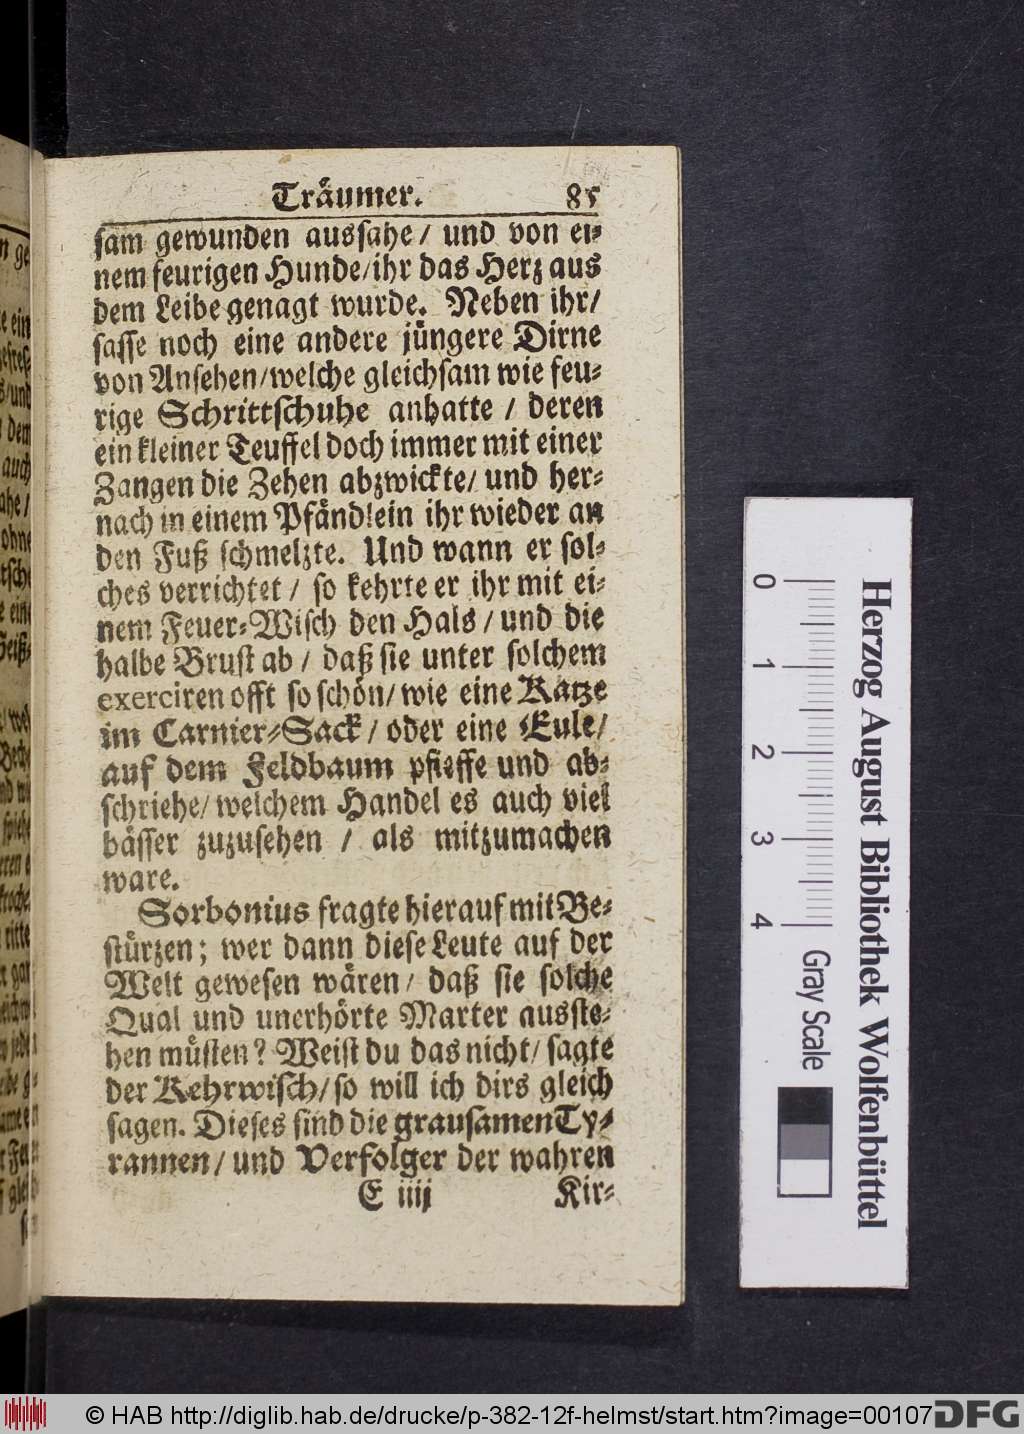 Träumer. 85
sam gewunden aussahe / und von ei-
nem feurigen Hunde / ihr das Herz aus
dem Leibe genagt wurde. Neben ihr /
sasse noch eine andere jüngere Dirne
von Ansehen / welche gleichsam wie feu-
rige Schrittschuhe anhatte / deren
ein kleiner Teuffel doch immer mit einer
Zangen die Zehen abzwickte / und her-
nach in einem Pfändlein ihr wieder an
den Fuß schmelzte. Und wann er sol-
ches verrichtet / so kehrte er ihr mit ei-
nem Feuer-Wisch den Hals / und die
halbe Brust ab / daß sie unter solchem
exerciren offt so schön / wie eine Katze
im Carnier-Sack / oder eine Eule /
auf dem Feldbaum pfieffe und ab-
schriehe / welchem Handel es auch viel
bässer zuzusehen / als mitzumachen
ware.
Sorbonius fragte hierauf mit Be-
stürzen; wer dann diese Leute auf der
Welt gewesen wären / daß sie solche
Qual und unerhörte Marter ausste-
hen müsten? Weist du das nicht / sagte
der Kehrwisch / so will ich dirs gleich
sagen. Dieses sind die grausamen Ty-
rannen / und Verfolger der wahren
E iiij Kir-
0 1 2 3 4
Gray Scale
Herzog August Bibliothek Wolfenbüttel
© HAB http://diglib.hab.de/drucke/p-382-12f-helmst/start.htm?image=00107
DFG